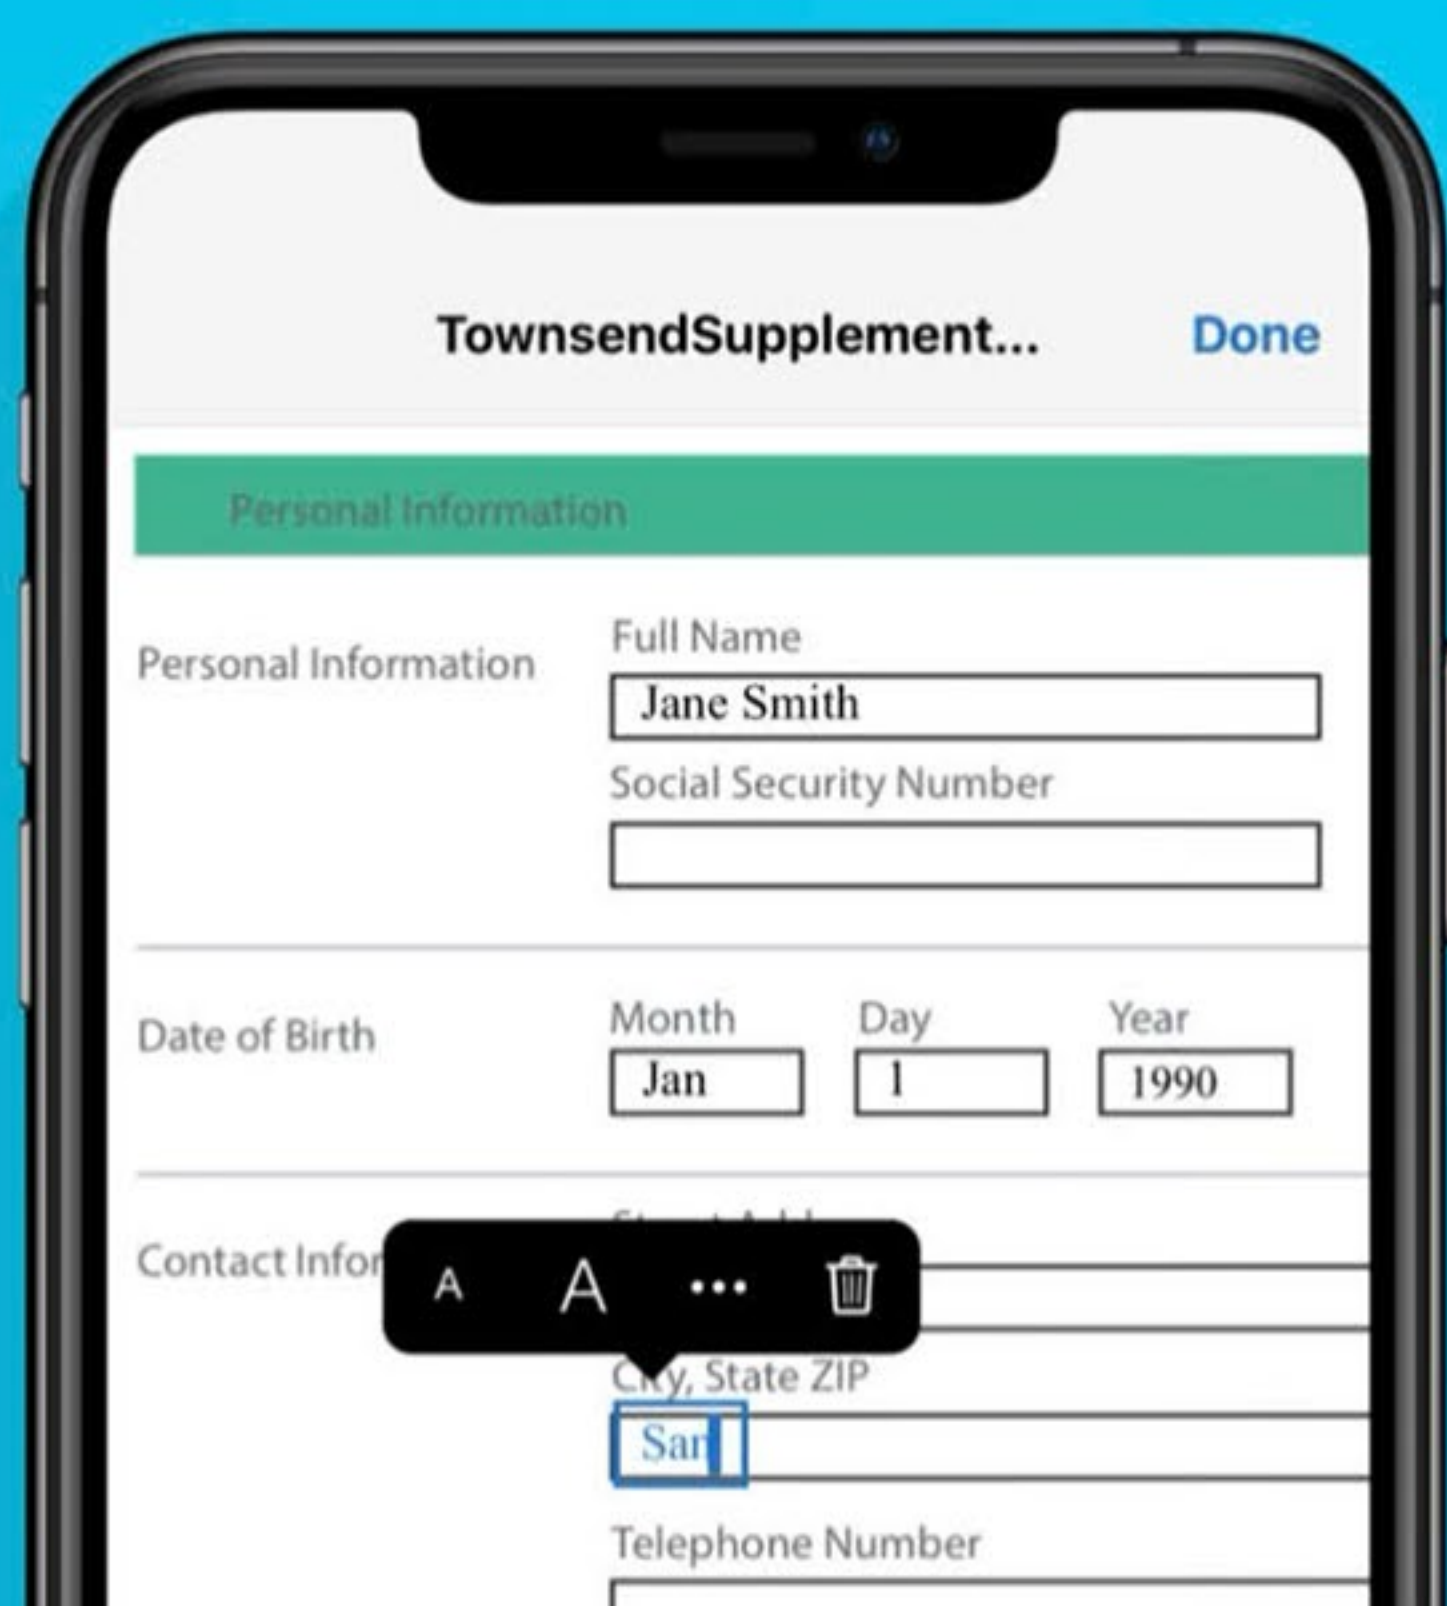 TownsendSupplement... Done
Personal Information
Personal Information
Full Name
Jane Smith
Social Security Number
Date of Birth
Month Day Year
Jan 1 1990
Contact Infor
A A ...
City, State ZIP
San
Telephone Number